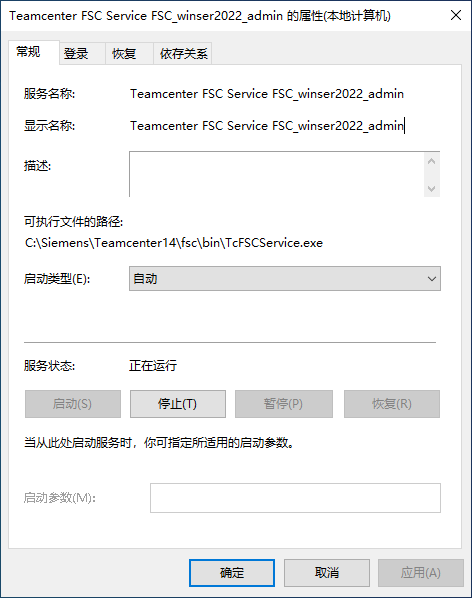 Teamcenter FSC Service FSC_winser2022_admin 的属性(本地计算机)
常规 登录 恢复 依存关系
服务名称: Teamcenter FSC Service FSC_winser2022_admin
显示名称: Teamcenter FSC Service FSC_winser2022_admin
描述:
可执行文件的路径:
C:\Siemens\Teamcenter14\fsc\bin\TcFSCService.exe
启动类型(E): 自动
服务状态: 正在运行
启动(S) 停止(T) 暂停(P) 恢复(R)
当从此处启动服务时，你可指定所适用的启动参数。
启动参数(M):
确定 取消 应用(A)